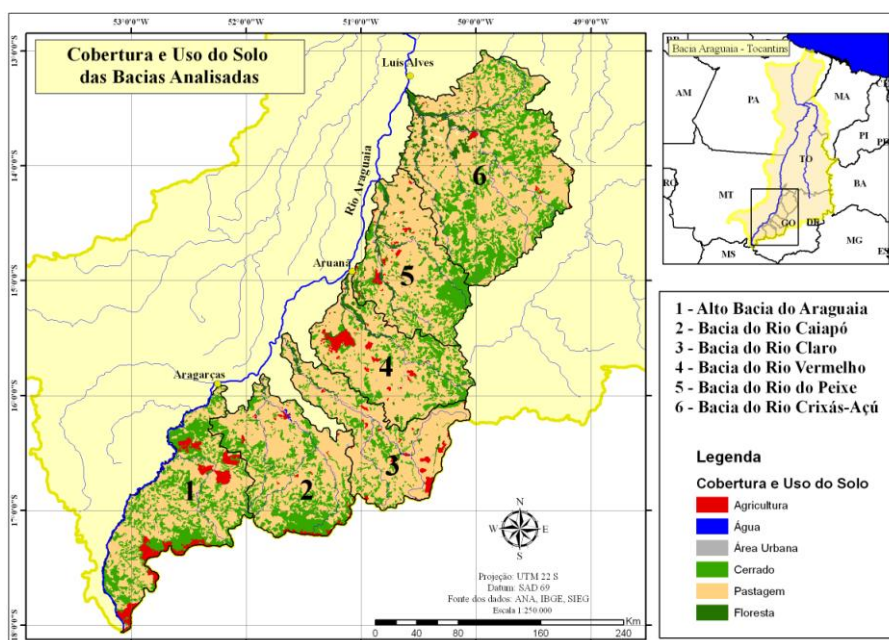 53°0'0"S
52°0'0"S
51°0'0"S
50°0'0"S
49°0'0"S
Cobertura e Uso do Solo
das Bacias Analisadas
Luis Alves
Rio Araguaia
Aruanã
Aragarças
13°0'0"S
14°0'0"S
15°0'0"S
16°0'0"S
17°0'0"S
18°0'0"S
6
5
4
3
2
1
N
W
E
S
Projeção: UTM 22 S
Datum: SAD 69
Fonte dos dados: ANA, IBGE, SIEG
Escala 1:250.000
Km
0
40
80
160
240
Bacia Araguaia - Tocantins
AM
PA
MA
PI
TO
MT
BA
GO
DF
MG
MS
ES
1 - Alto Bacia do Araguaia
2 - Bacia do Rio Caiapó
3 - Bacia do Rio Claro
4 - Bacia do Rio Vermelho
5 - Bacia do Rio do Peixe
6 - Bacia do Rio Crixás-Açú
Legenda
Cobertura e Uso do Solo
Agricultura
Água
Área Urbana
Cerrado
Pastagem
Floresta